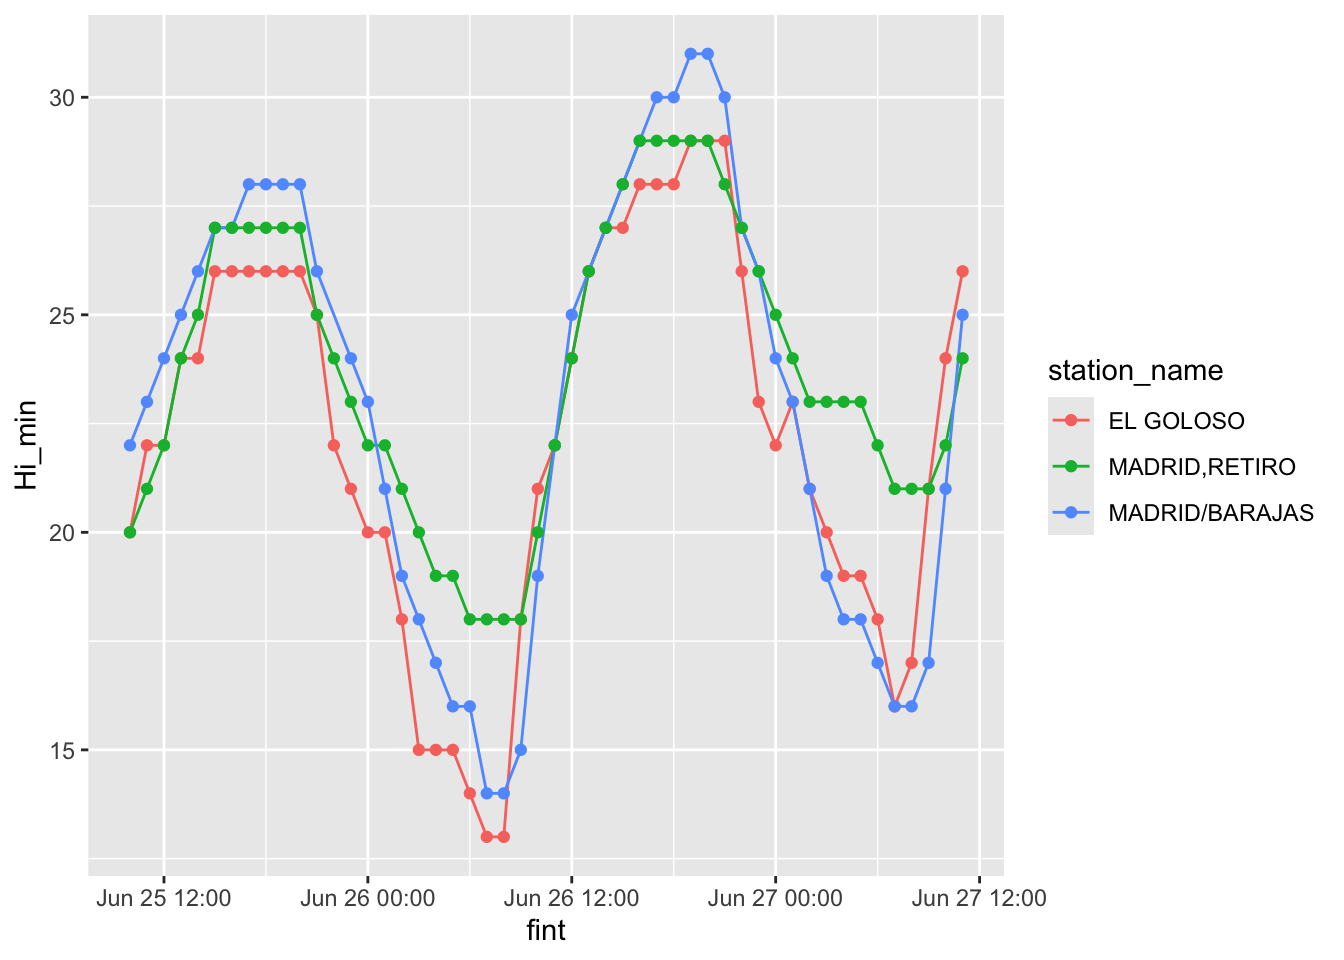 30
25
20
15
Hi_min
Jun 25 12:00
Jun 26 00:00
Jun 26 12:00
Jun 27 00:00
Jun 27 12:00
fint
station_name
EL GOLOSO
MADRID,RETIRO
MADRID/BARAJAS